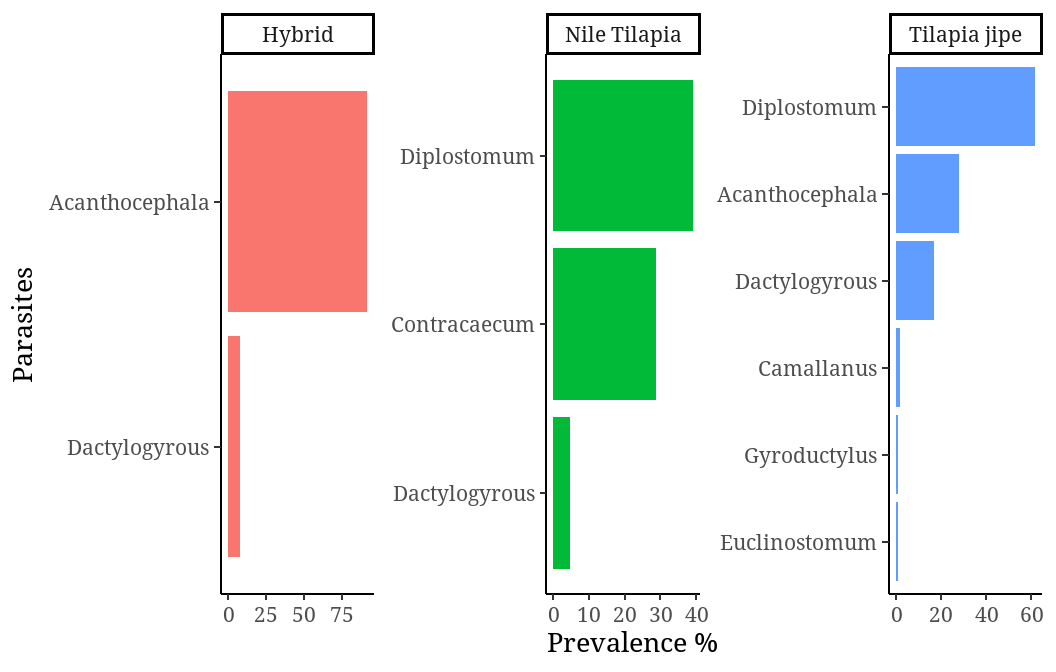 Hybrid
Nile Tilapia
Tilapia jipe
Parasites
Acanthocephala
Dactylogyrous
0 25 50 75
Diplostomum
Contracaecum
Dactylogyrous
0 10 20 30 40
Diplostomum
Acanthocephala
Dactylogyrous
Camallanus
Gyroductylus
Euclinostomum
0 20 40 60
Prevalence %